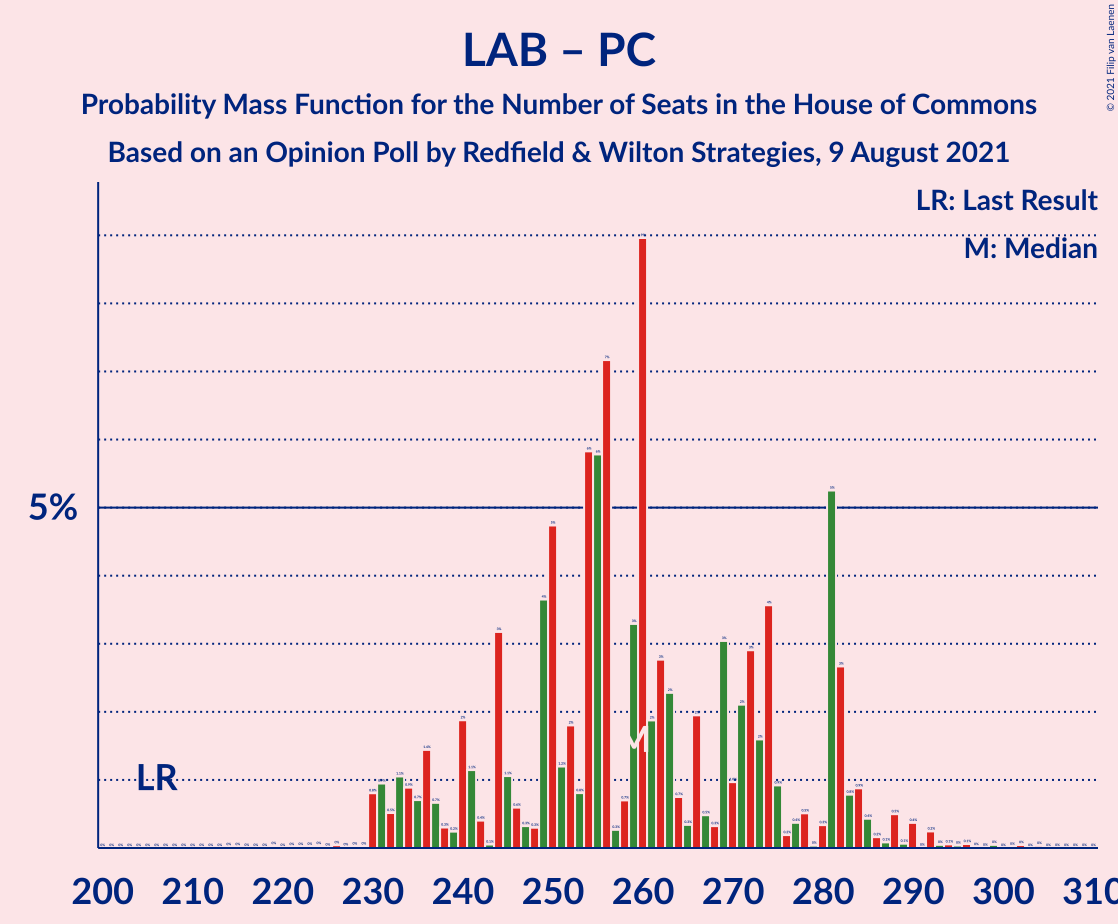 LAB – PC
Probability Mass Function for the Number of Seats in the House of Commons
Based on an Opinion Poll by Redfield & Wilton Strategies, 9 August 2021
© 2021 Filip van Laenen
LR: Last Result
M: Median
5%
LR
M
200 210 220 230 240 250 260 270 280 290 300 310